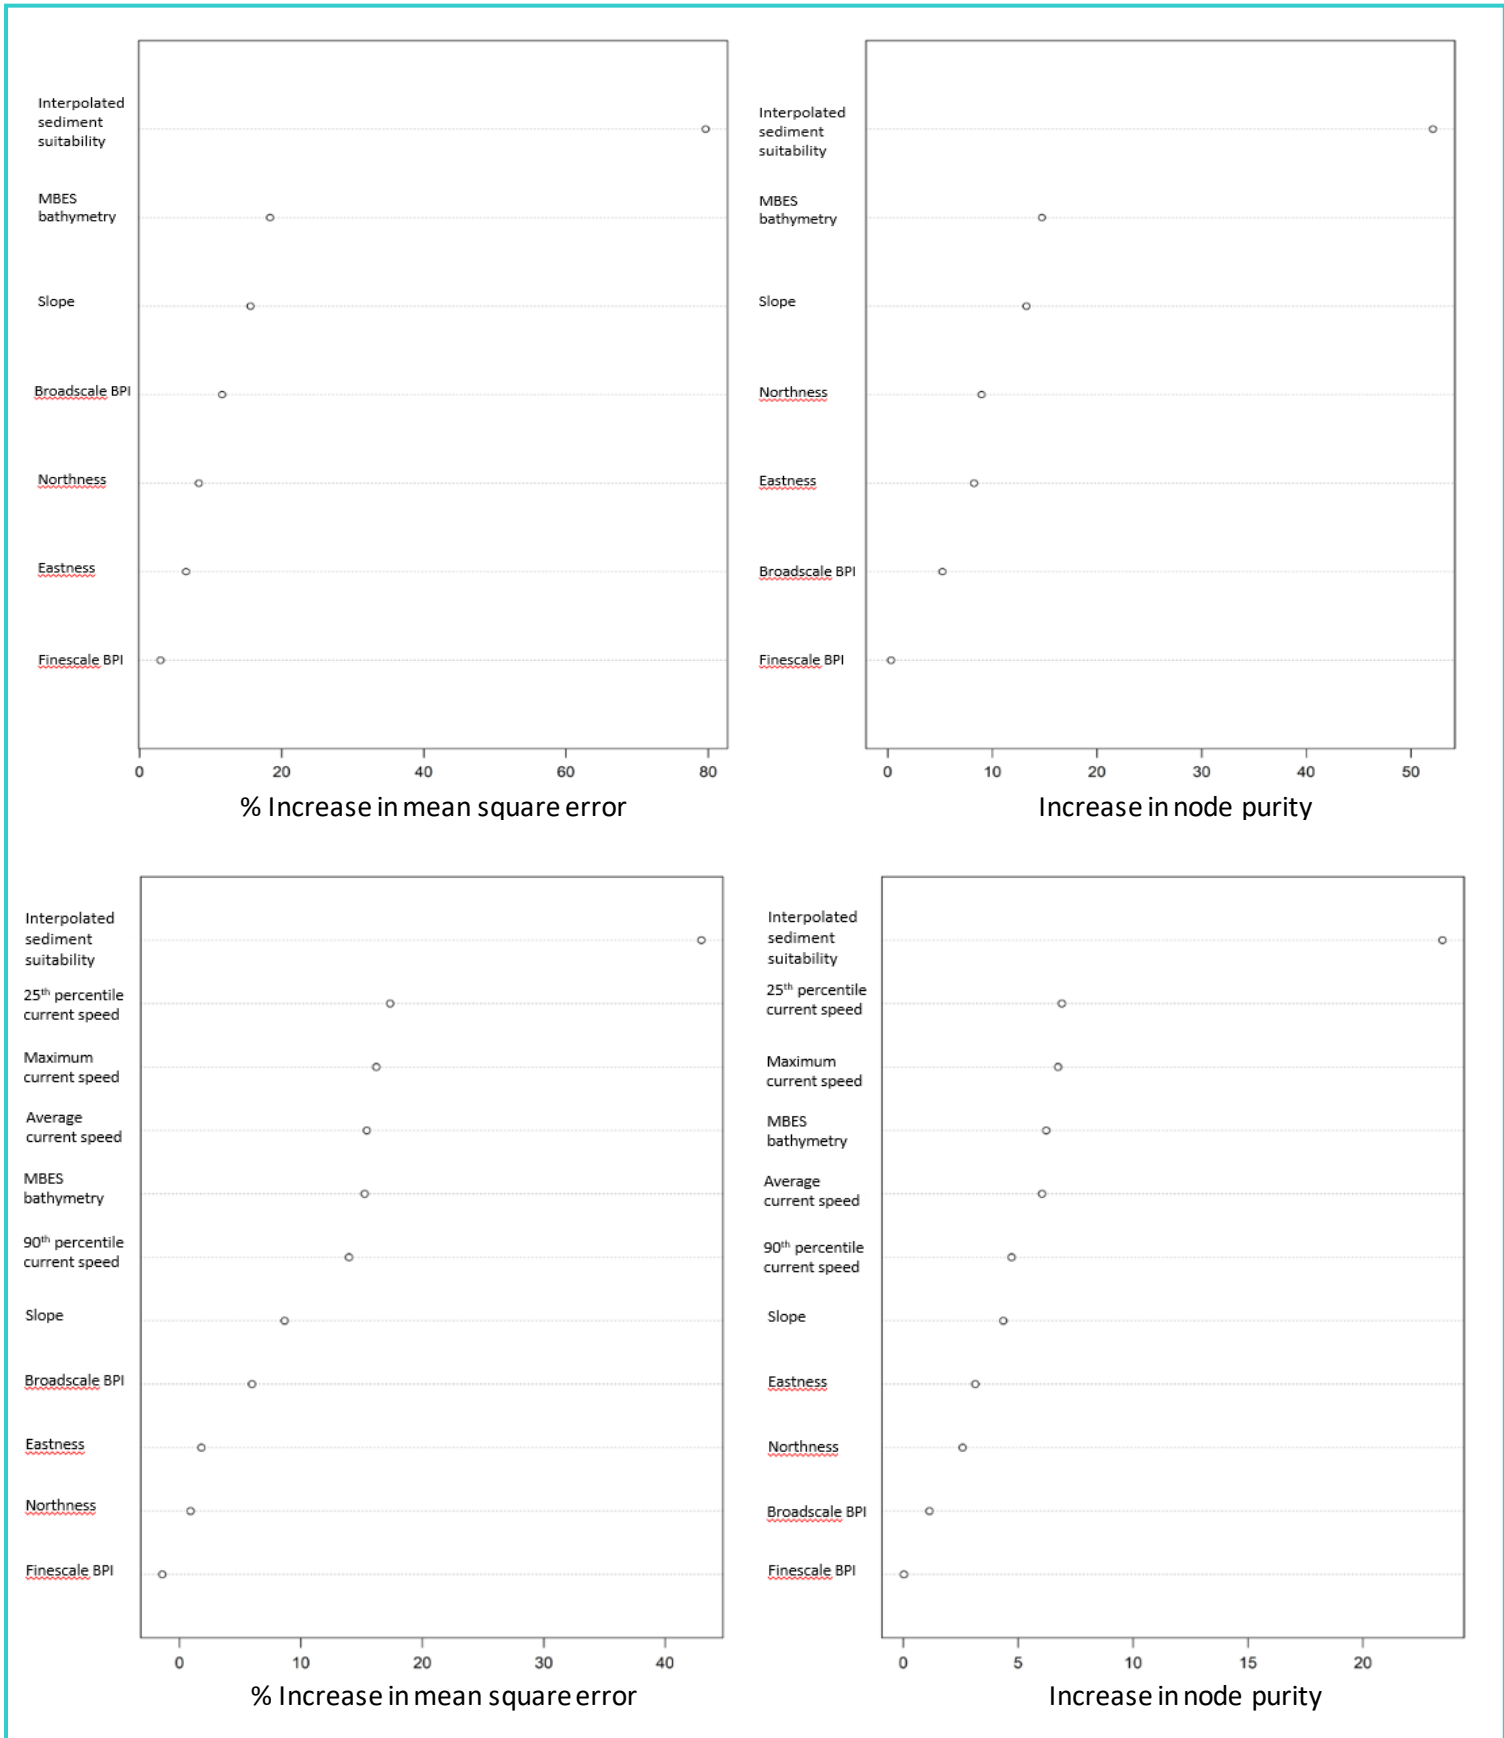 Interpolated
sediment
suitability
MBES
bathymetry
Slope
Broadscale BPI
Northness
Eastness
Finescale BPI
0 20 40 60 80
% Increase in mean square error
Interpolated
sediment
suitability
MBES
bathymetry
Slope
Northness
Eastness
Broadscale BPI
Finescale BPI
0 10 20 30 40 50
Increase in node purity
Interpolated
sediment
suitability
25th percentile
current speed
Maximum
current speed
Average
current speed
MBES
bathymetry
90th percentile
current speed
Slope
Broadscale BPI
Eastness
Northness
Finescale BPI
0 10 20 30 40
% Increase in mean square error
Interpolated
sediment
suitability
25th percentile
current speed
Maximum
current speed
MBES
bathymetry
Average
current speed
90th percentile
current speed
Slope
Eastness
Northness
Broadscale BPI
Finescale BPI
0 5 10 15 20
Increase in node purity